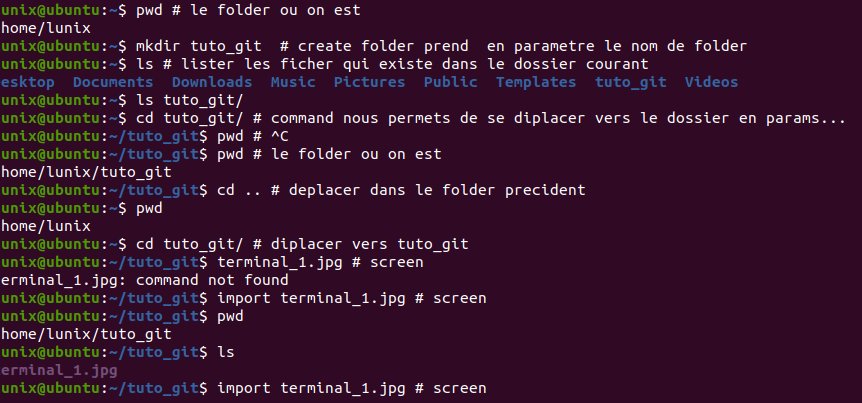 unix@ubuntu:~$ pwd # le folder ou on est
home/lunix
unix@ubuntu:~$ mkdir tuto_git  # create folder prend  en parametre le nom de folder
unix@ubuntu:~$ ls # lister les ficher qui existe dans le dossier courant
esktop  Documents  Downloads  Music  Pictures  Public  Templates  tuto_git  Videos
unix@ubuntu:~$ ls tuto_git/
unix@ubuntu:~$ cd tuto_git/ # command nous permets de se diplacer vers le dossier en params...
unix@ubuntu:~/tuto_git$ pwd # ^C
unix@ubuntu:~/tuto_git$ pwd # le folder ou on est
home/lunix/tuto_git
unix@ubuntu:~/tuto_git$ cd .. # deplacer dans le folder precident
unix@ubuntu:~$ pwd
home/lunix
unix@ubuntu:~$ cd tuto_git/ # diplacer vers tuto_git
unix@ubuntu:~/tuto_git$ terminal_1.jpg # screen
erminal_1.jpg: command not found
unix@ubuntu:~/tuto_git$ import terminal_1.jpg # screen
unix@ubuntu:~/tuto_git$ pwd
home/lunix/tuto_git
unix@ubuntu:~/tuto_git$ ls
erminal_1.jpg
unix@ubuntu:~/tuto_git$ import terminal_1.jpg # screen